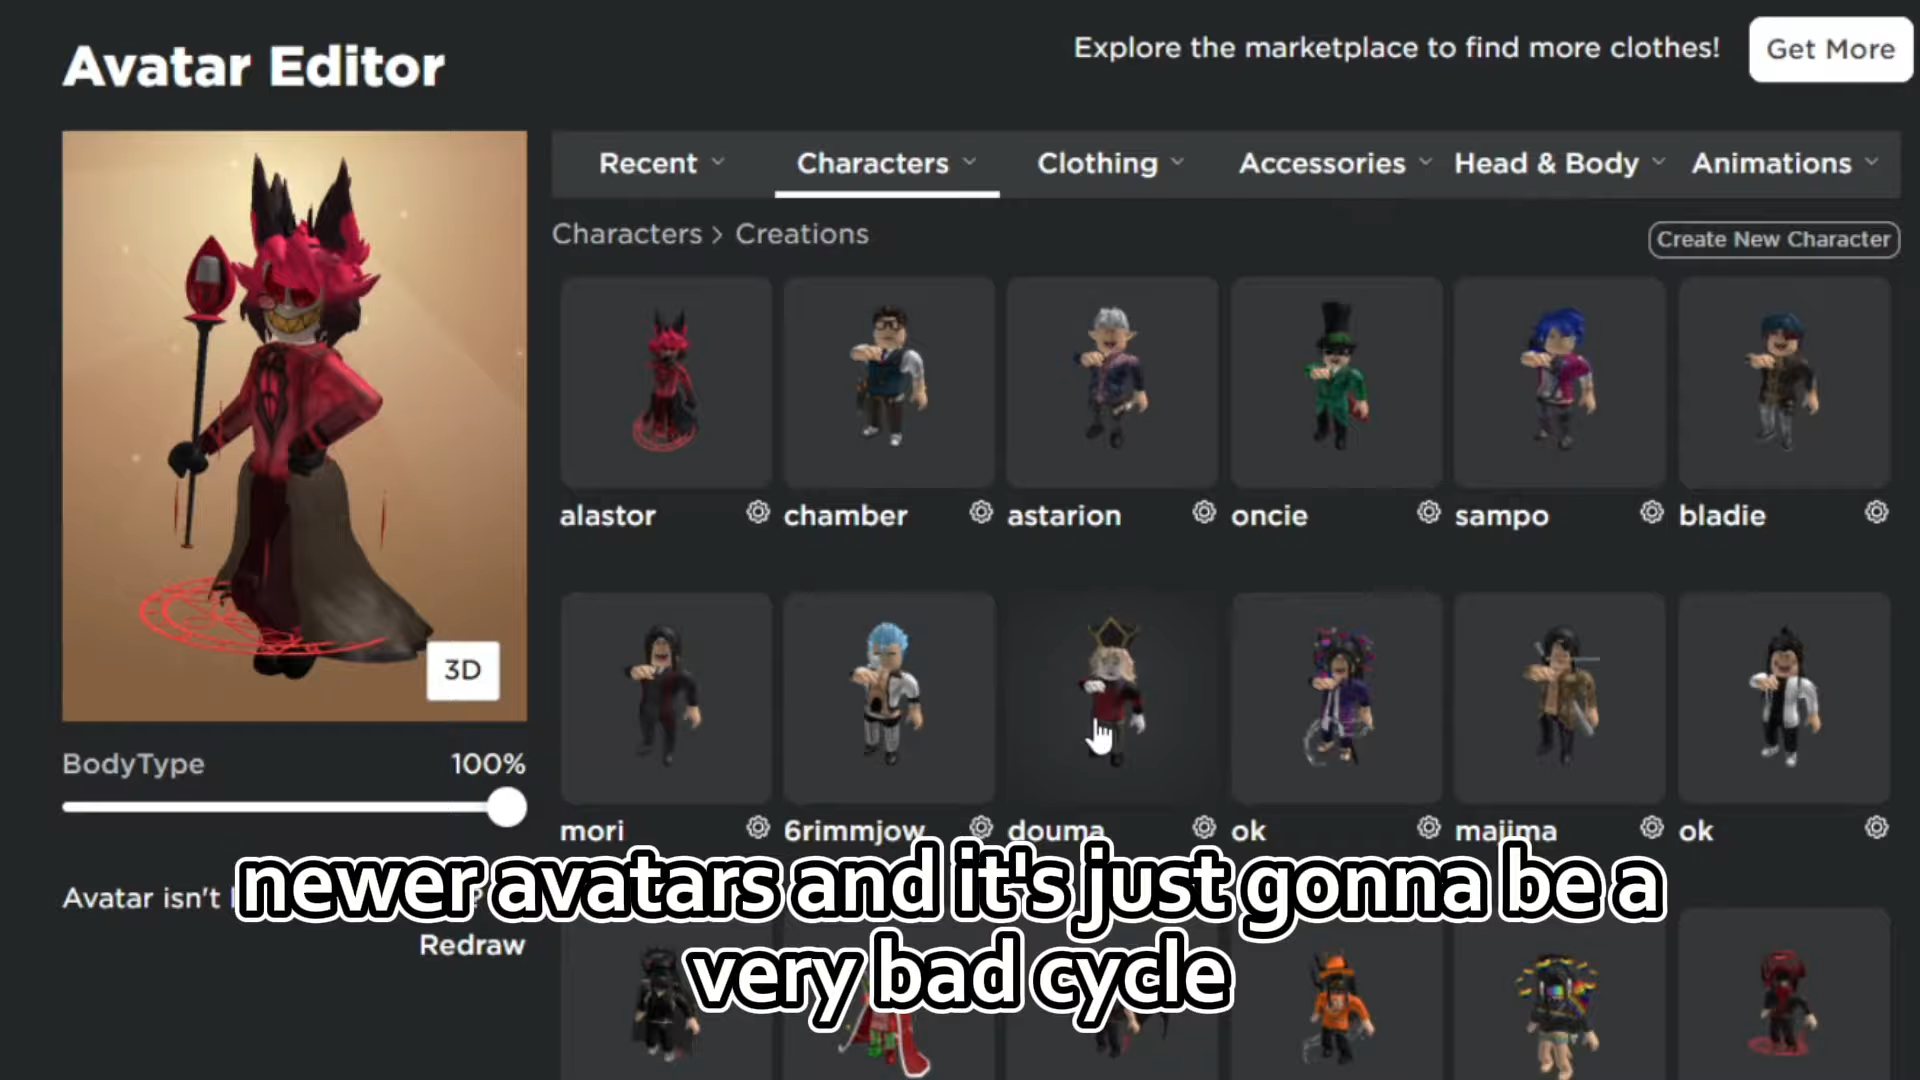 Avatar Editor
Explore the marketplace to find more clothes!
Get More
Recent
Characters
Clothing
Accessories
Head & Body
Animations
Characters > Creations
Create New Character
3D
alastor
chamber
astarion
oncie
sampo
bladie
BodyType
100%
mori
6rimmjow
douma
ok
majima
ok
Avatar isn't
Redraw
newer avatars and it's just gonna be a
very bad cycle